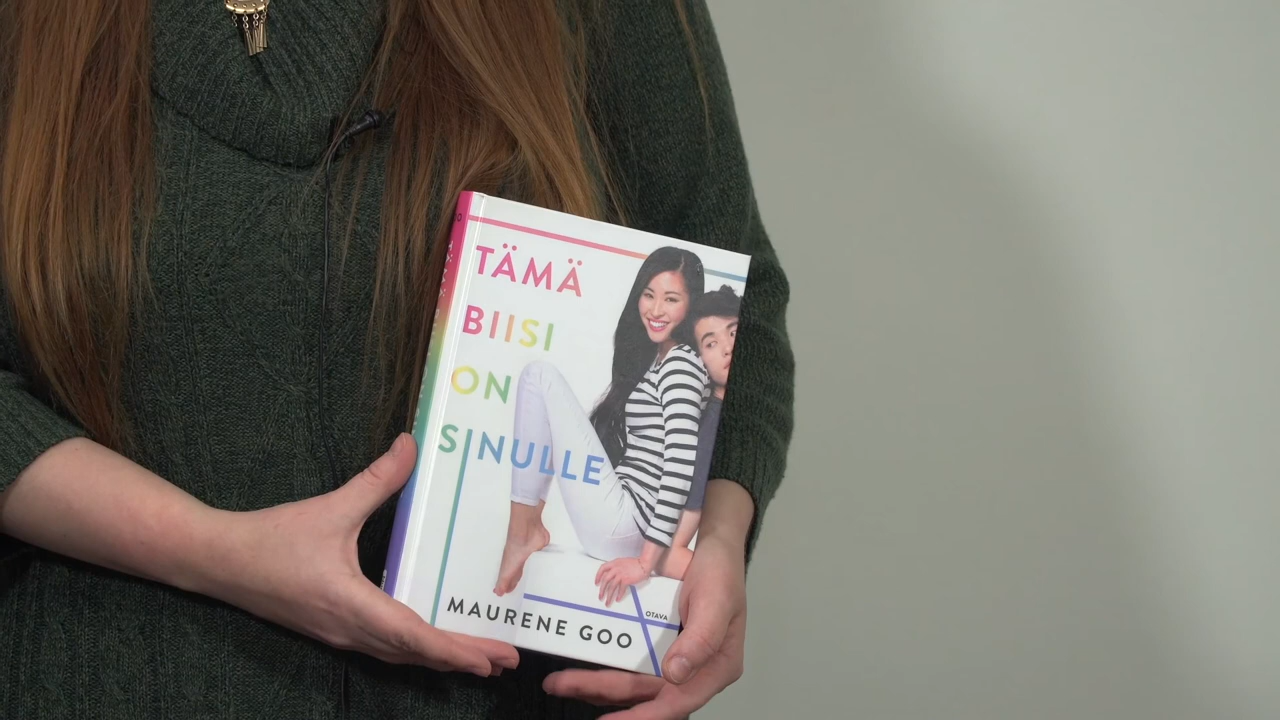 TÄMÄ
BIISI
ON
SINULLE
OTAVA
MAURENE GOO